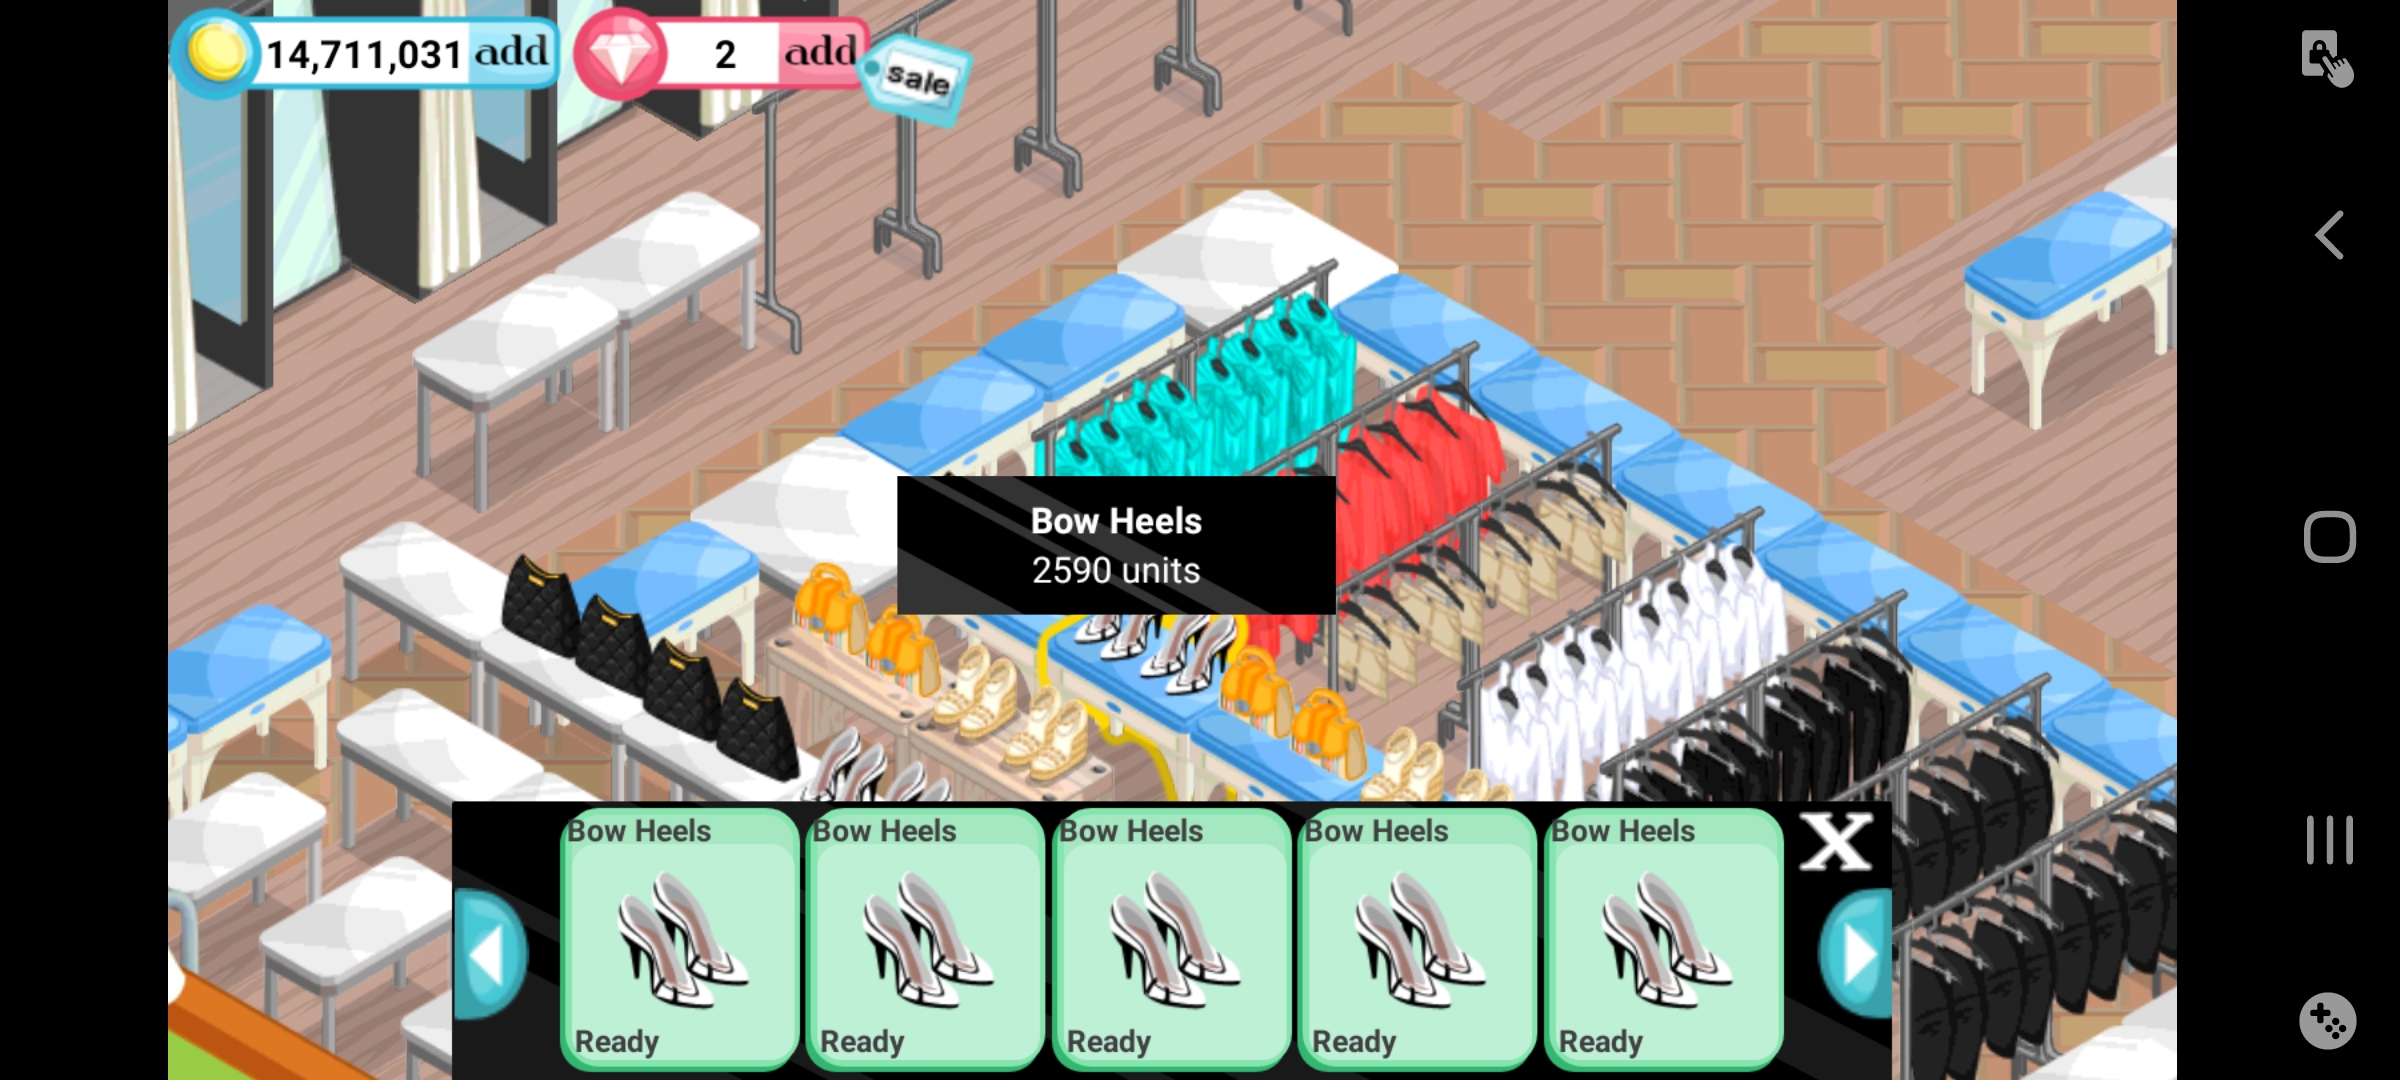 14,711,031 add
2 add
sale
Bow Heels
2590 units
Bow Heels
Bow Heels
Bow Heels
Bow Heels
Bow Heels
X
Ready
Ready
Ready
Ready
Ready